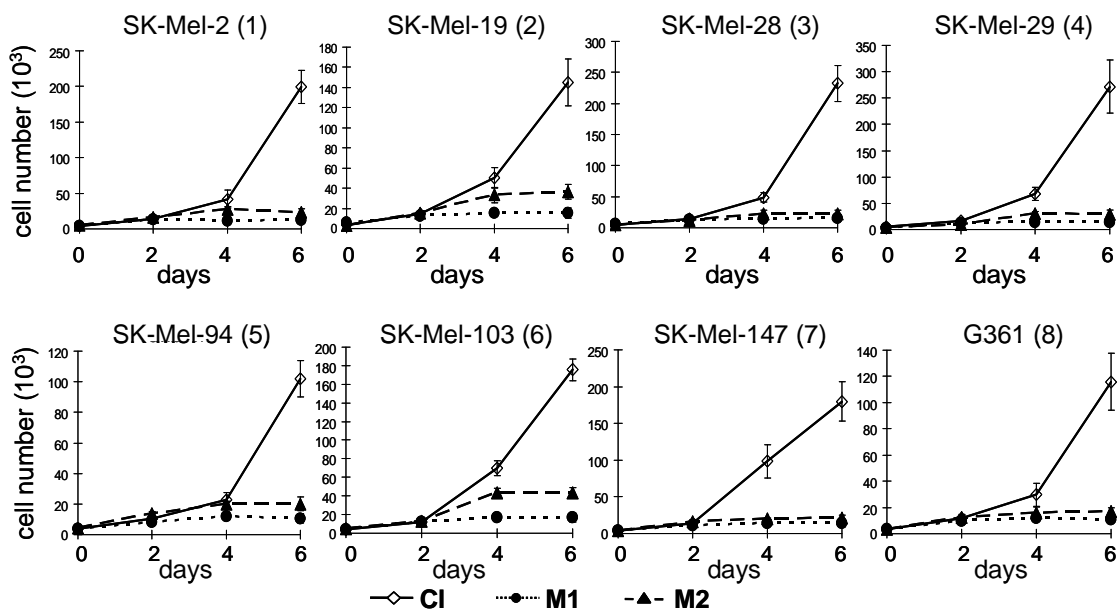 SK-Mel-2 (1) SK-Mel-19 (2) SK-Mel-28 (3) SK-Mel-29 (4)
cell number (10³)
250 200 150 100 50 0
180 160 140 120 100 80 60 40 20 0
300 250 200 150 100 50 0
350 300 250 200 150 100 50 0
0 2 4 6 0 2 4 6 0 2 4 6 0 2 4 6
days days days days
SK-Mel-94 (5) SK-Mel-103 (6) SK-Mel-147 (7) G361 (8)
cell number (10³)
120 100 80 60 40 20 0
200 180 160 140 120 100 80 60 40 20 0
250 200 150 100 50 0
140 120 100 80 60 40 20 0
0 2 4 6 0 2 4 6 0 2 4 6 0 2 4 6
days days days days
CI M1 M2